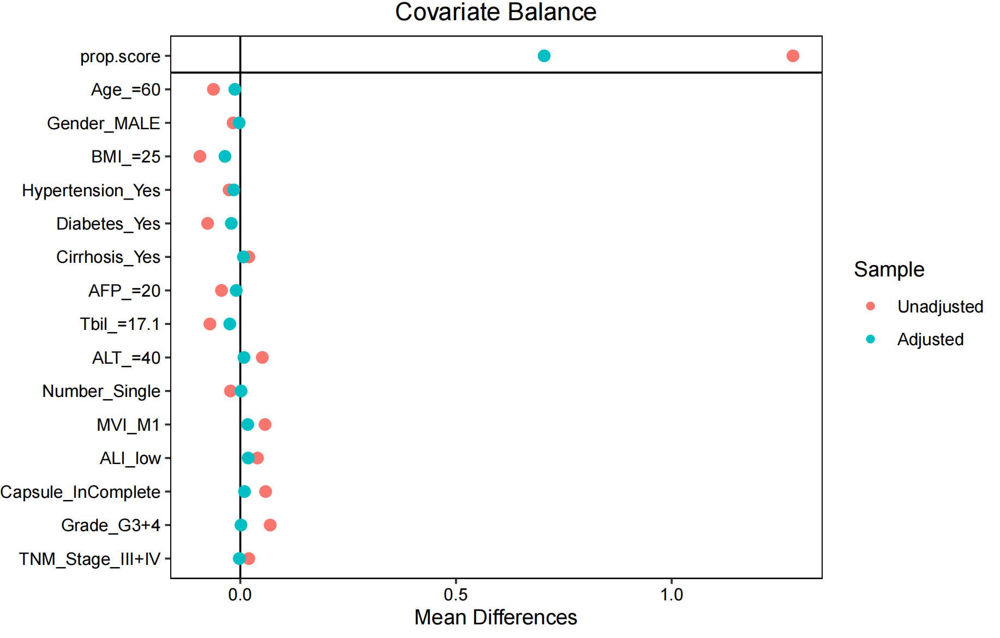 Covariate Balance
prop.score
Age_=60
Gender_MALE
BMI_=25
Hypertension_Yes
Diabetes_Yes
Cirrhosis_Yes
AFP_=20
Tbil_=17.1
ALT_=40
Number_Single
MVI_M1
ALI_low
Capsule_InComplete
Grade_G3+4
TNM_Stage_III+IV
0.0 0.5 1.0
Mean Differences
Sample
Unadjusted
Adjusted